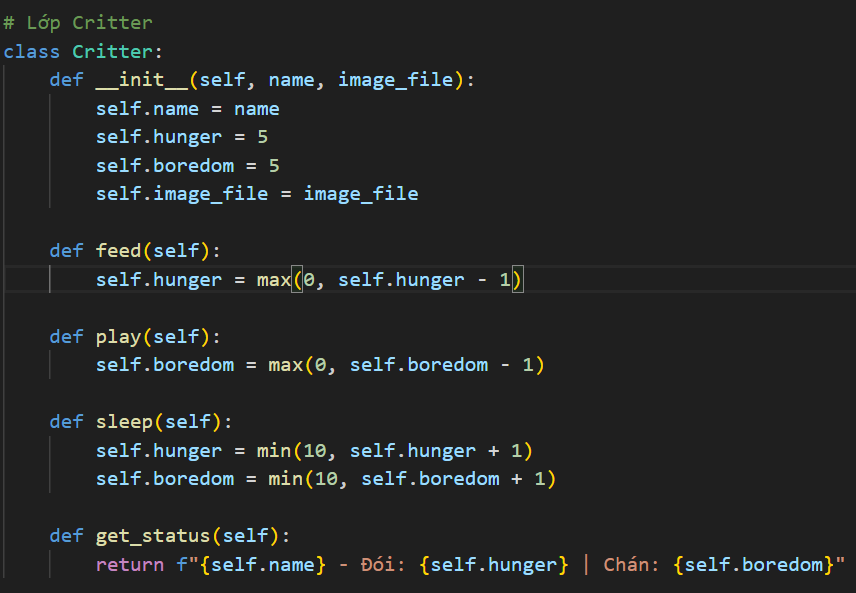 # Lớp Critter
class Critter:
    def __init__(self, name, image_file):
        self.name = name
        self.hunger = 5
        self.boredom = 5
        self.image_file = image_file
    def feed(self):
        self.hunger = max(0, self.hunger - 1)
    def play(self):
        self.boredom = max(0, self.boredom - 1)
    def sleep(self):
        self.hunger = min(10, self.hunger + 1)
        self.boredom = min(10, self.boredom + 1)
    def get_status(self):
        return f"{self.name} - Đói: {self.hunger} | Chán: {self.boredom}"